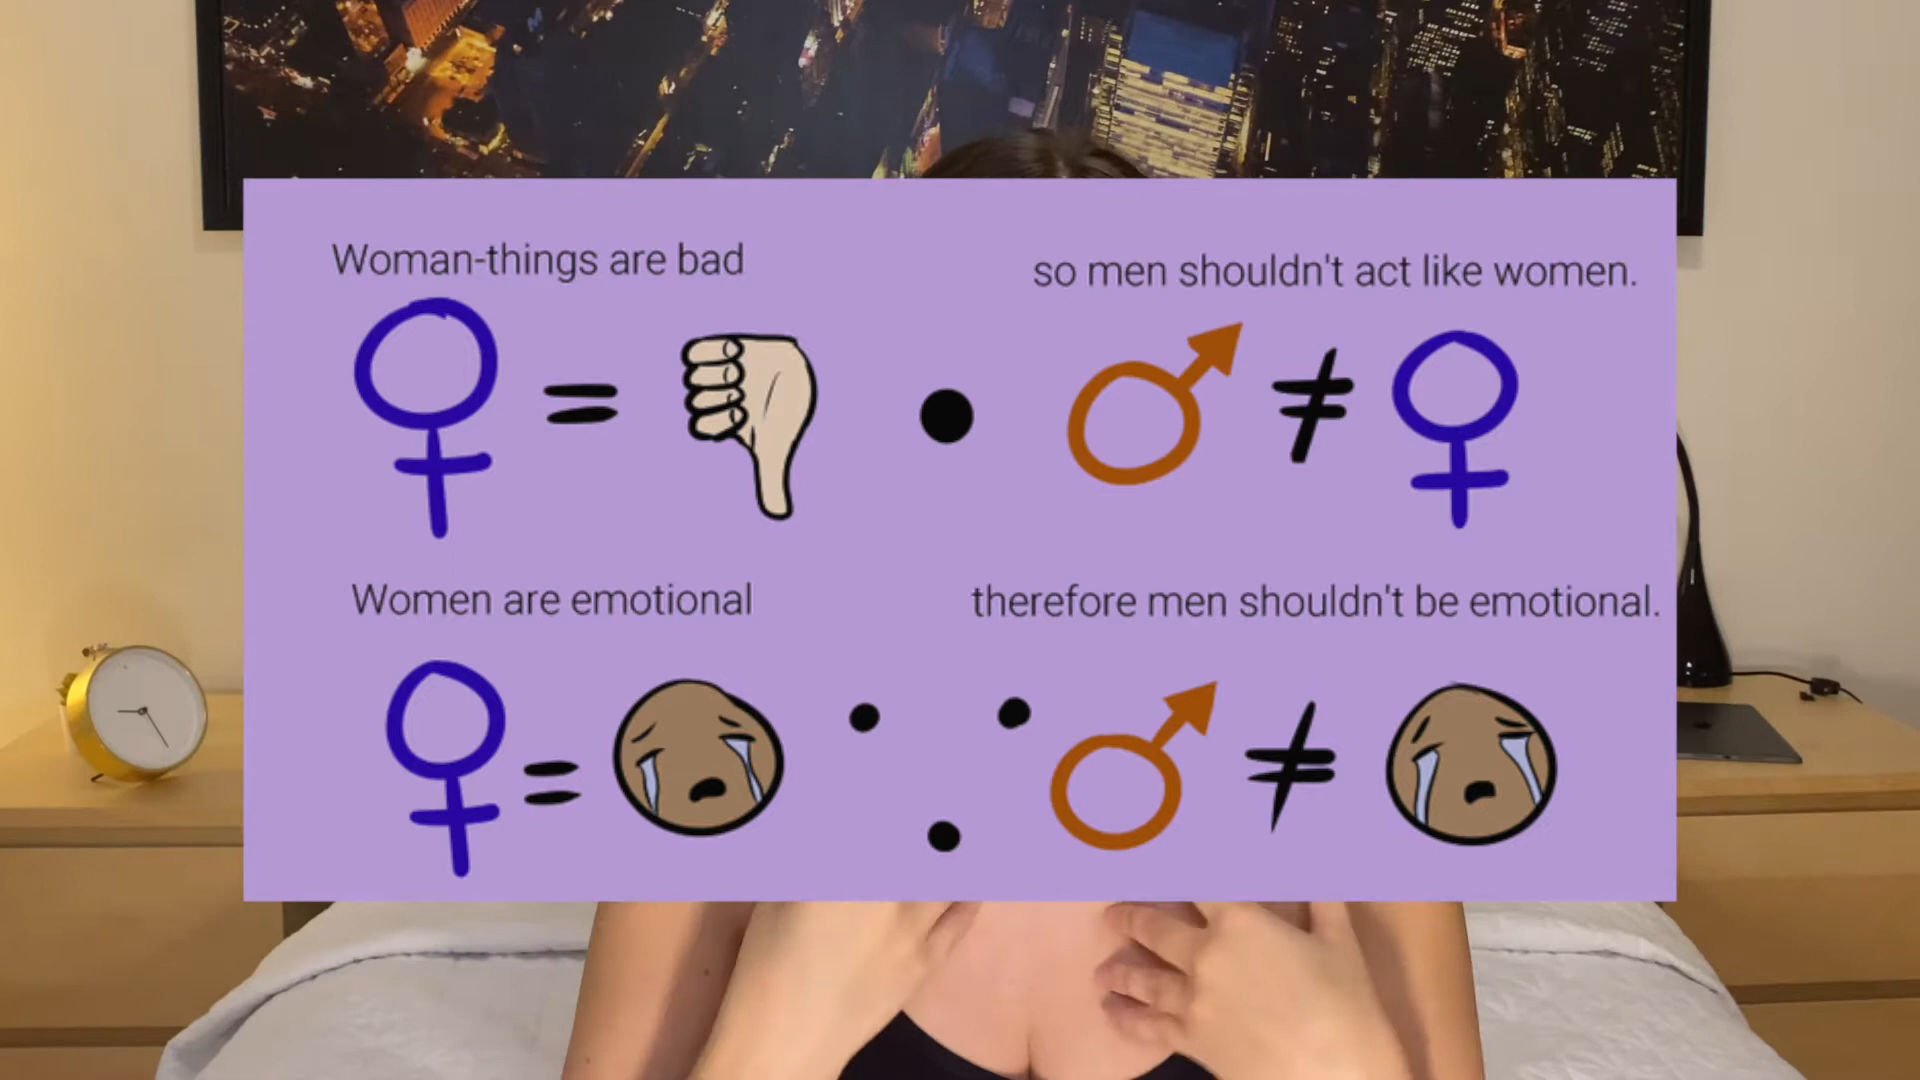 Woman-things are bad
so men shouldn't act like women.
Women are emotional
therefore men shouldn't be emotional.